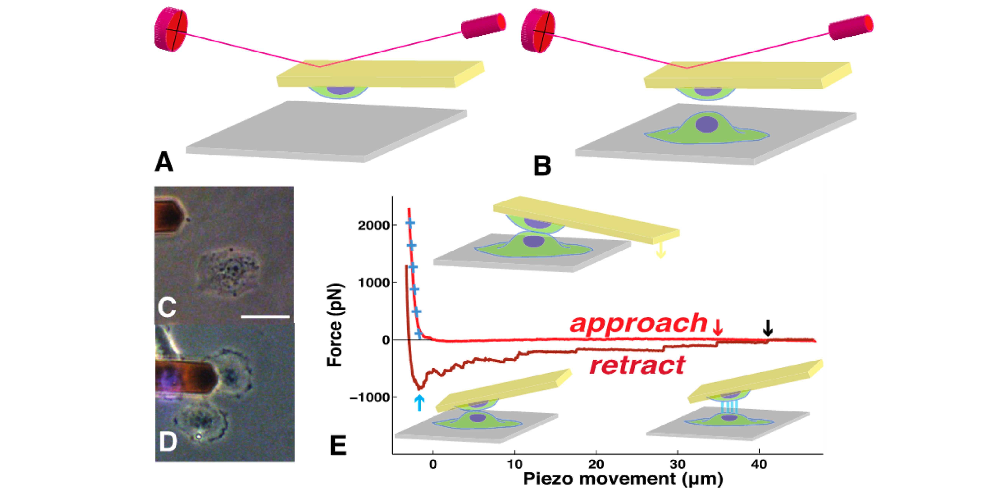 A
B
C
D
E
Force (pN)
2000
1000
0
−1000
approach
retract
0 10 20 30 40
Piezo movement (μm)